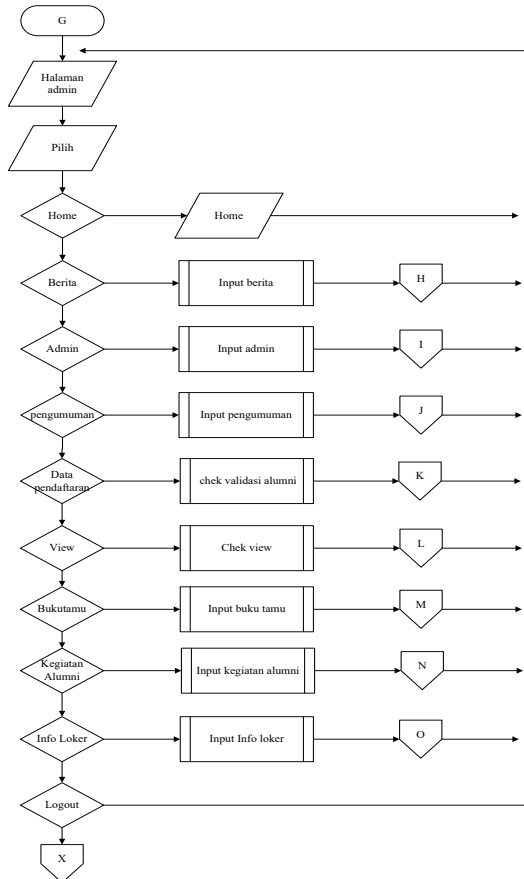 G
Halaman
admin
Pilih
Home
Home
Berita
Input berita
H
Admin
Input admin
I
pengumuman
Input pengumuman
J
Data
pendaftaran
chek validasi alumni
K
View
Chek view
L
Bukutamu
Input buku tamu
M
Kegiatan
Alumni
Input kegiatan alumni
N
Info Loker
Input Info loker
O
Logout
X